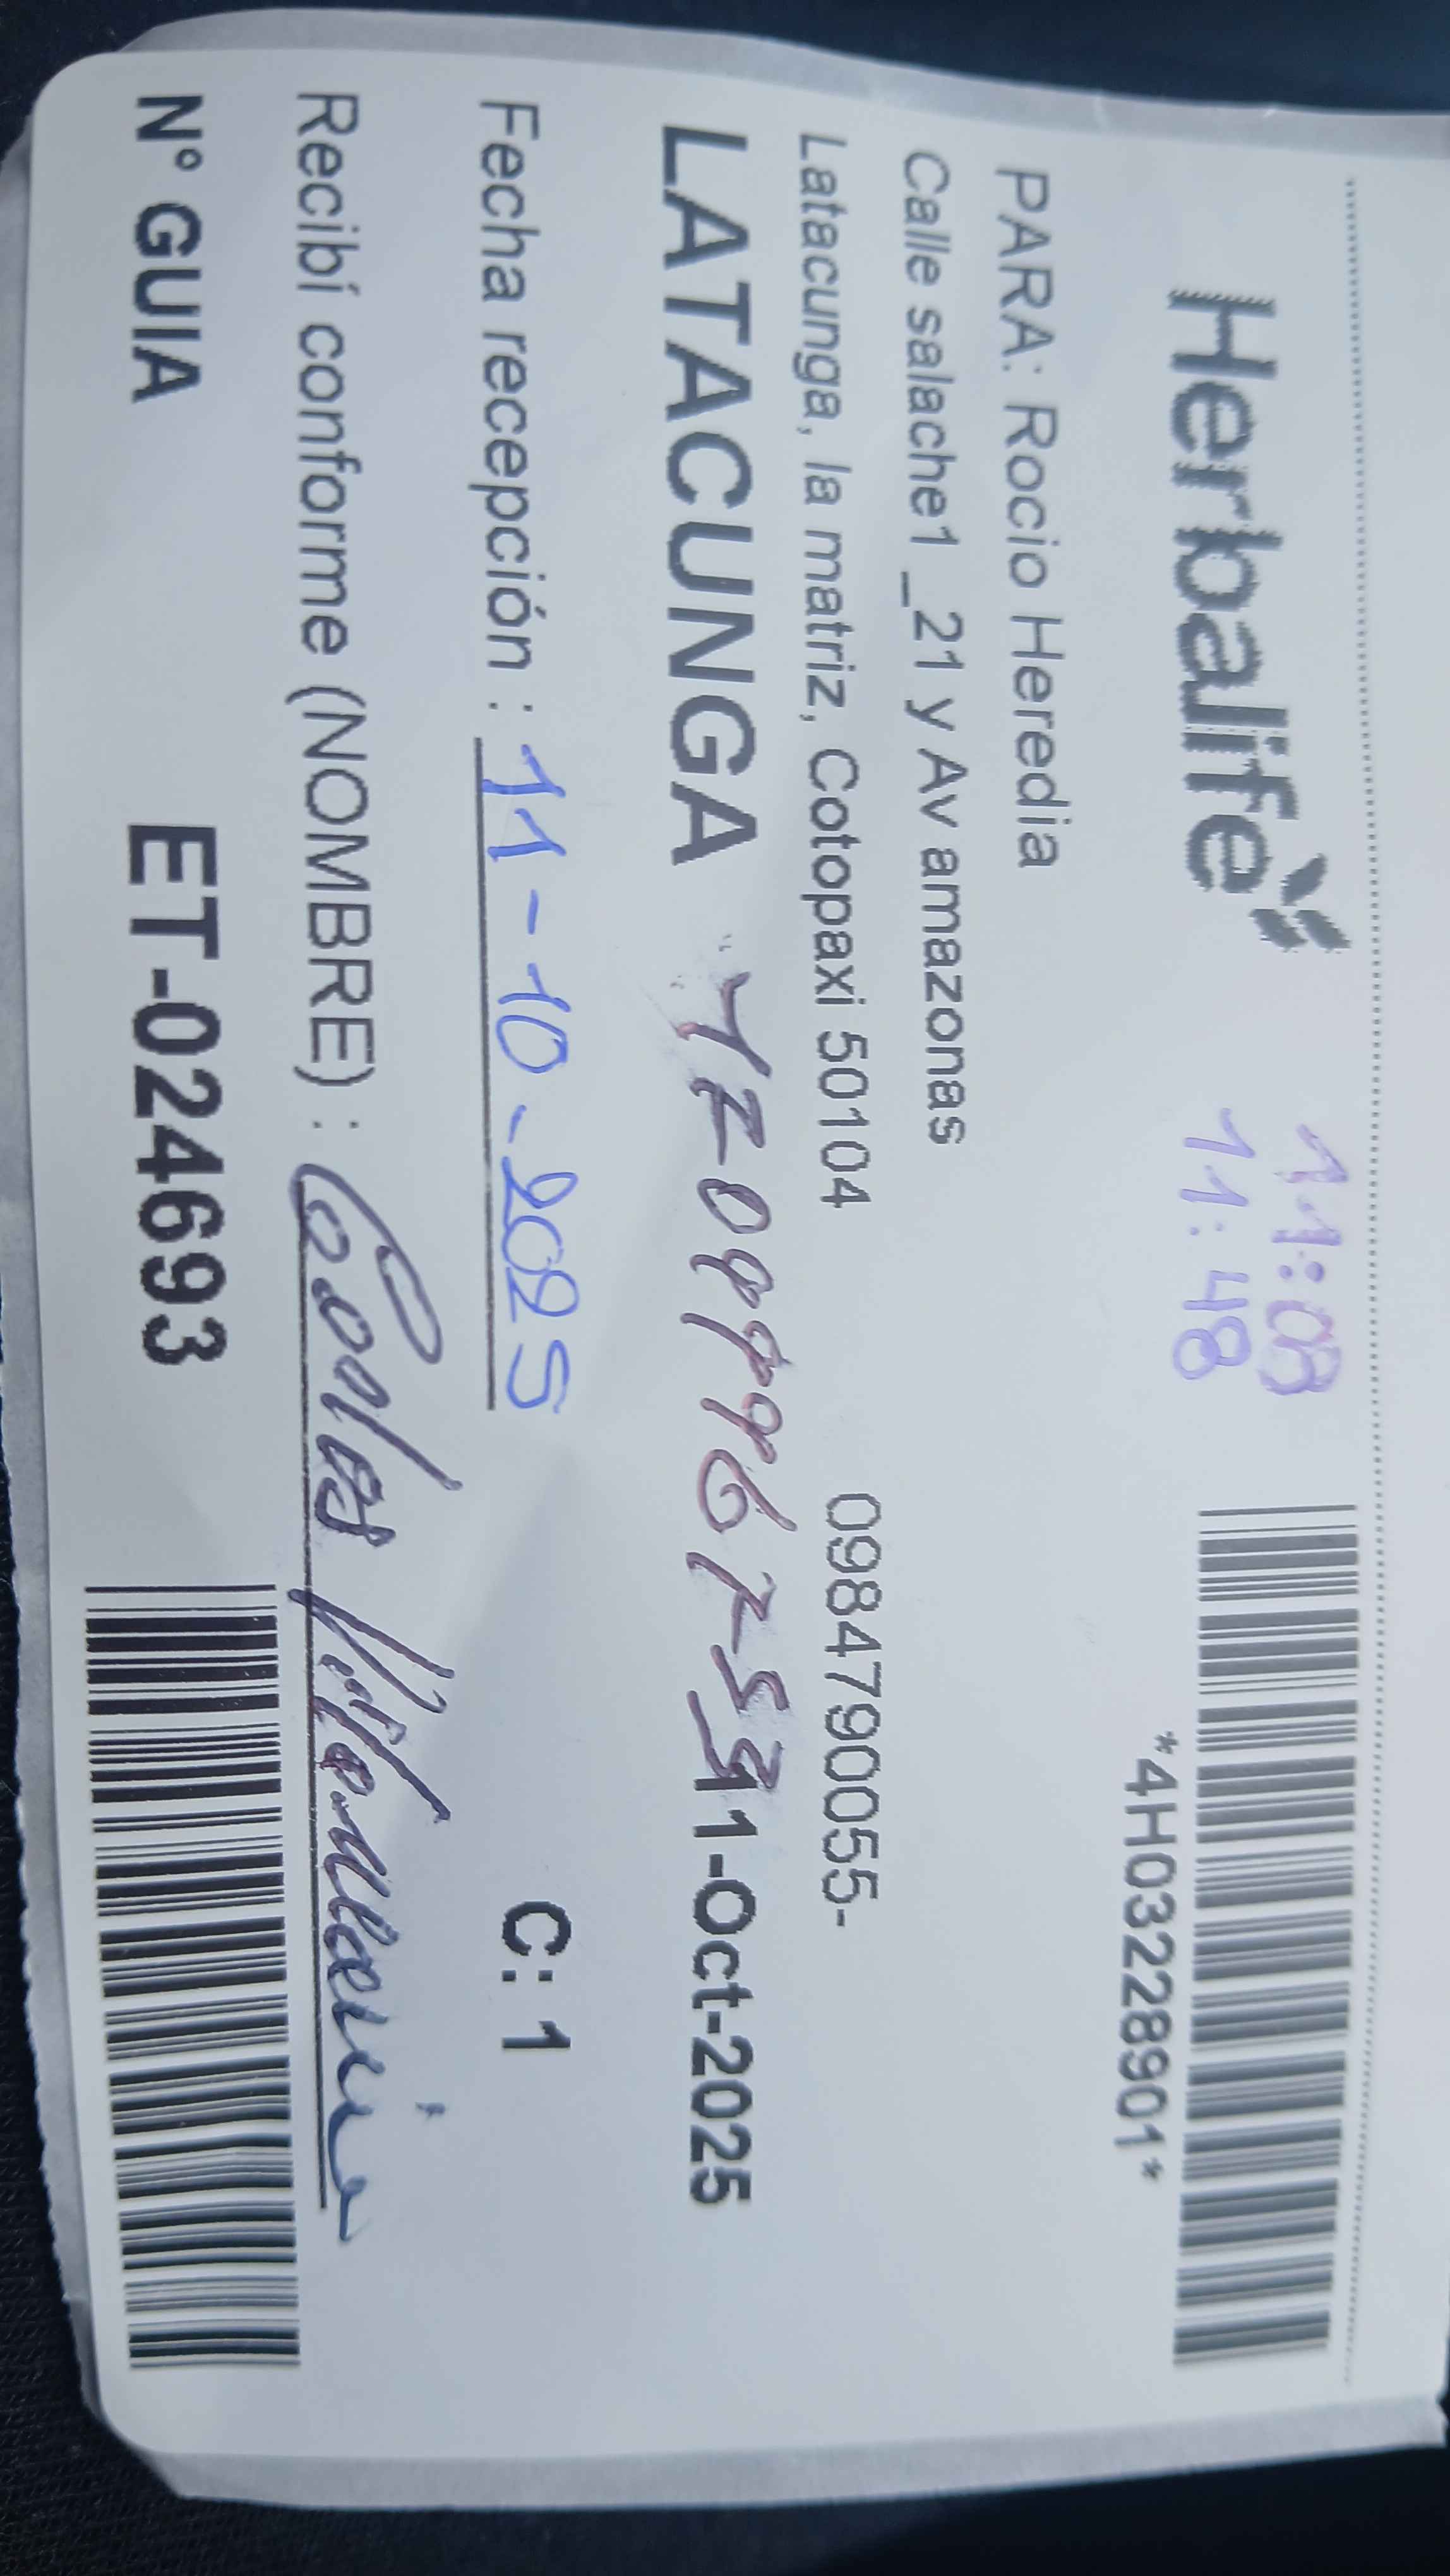 Herbalife
11:08
11:48
*4H03228901*
PARA: Rocio Heredia
Calle salache1 _21 y Av amazonas
Latacunga, la matriz, Cotopaxi 50104 0984790055-
LATACUNGA 11-Oct-2025
Fecha recepción : 11-10-2025 C: 1
Recibí conforme (NOMBRE) : Carlos
N° GUIA ET-024693